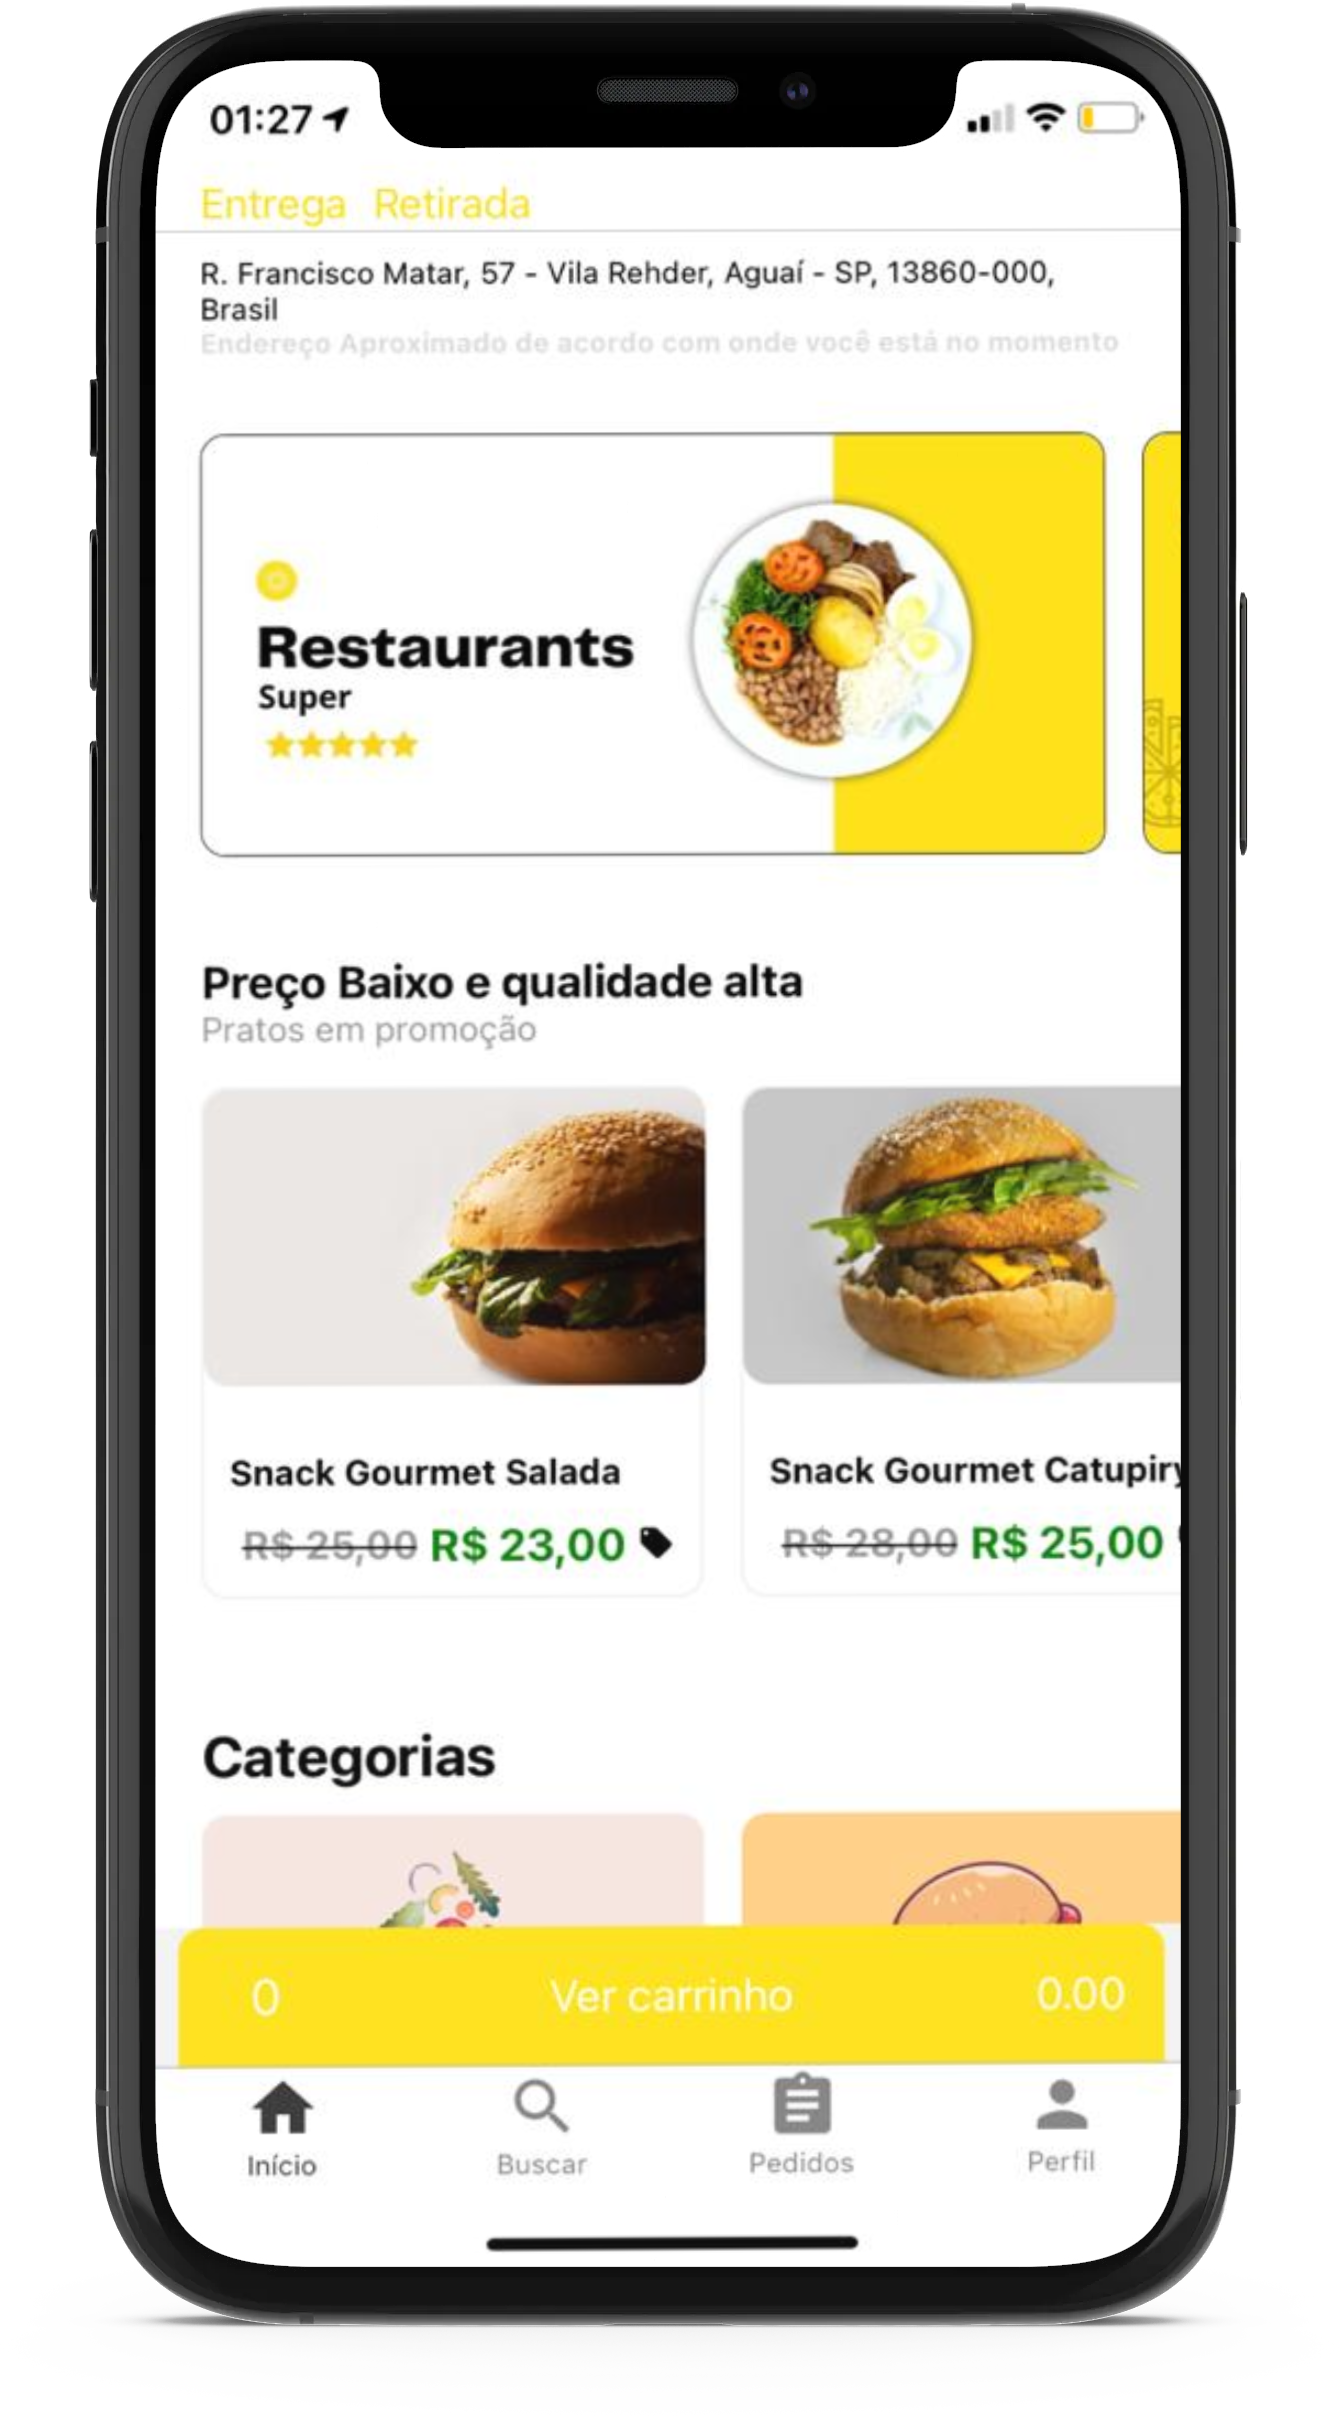 01:27
Entrega Retirada
R. Francisco Matar, 57 - Vila Rehder, Aguaí - SP, 13860-000,
Brasil
Endereço Aproximado de acordo com onde você está no momento
Restaurants
Super
Preço Baixo e qualidade alta
Pratos em promoção
Snack Gourmet Salada
Snack Gourmet Catupiry
R$ 25,00 R$ 23,00
R$ 28,00 R$ 25,00
Categorias
0 Ver carrinho 0.00
Início Buscar Pedidos Perfil